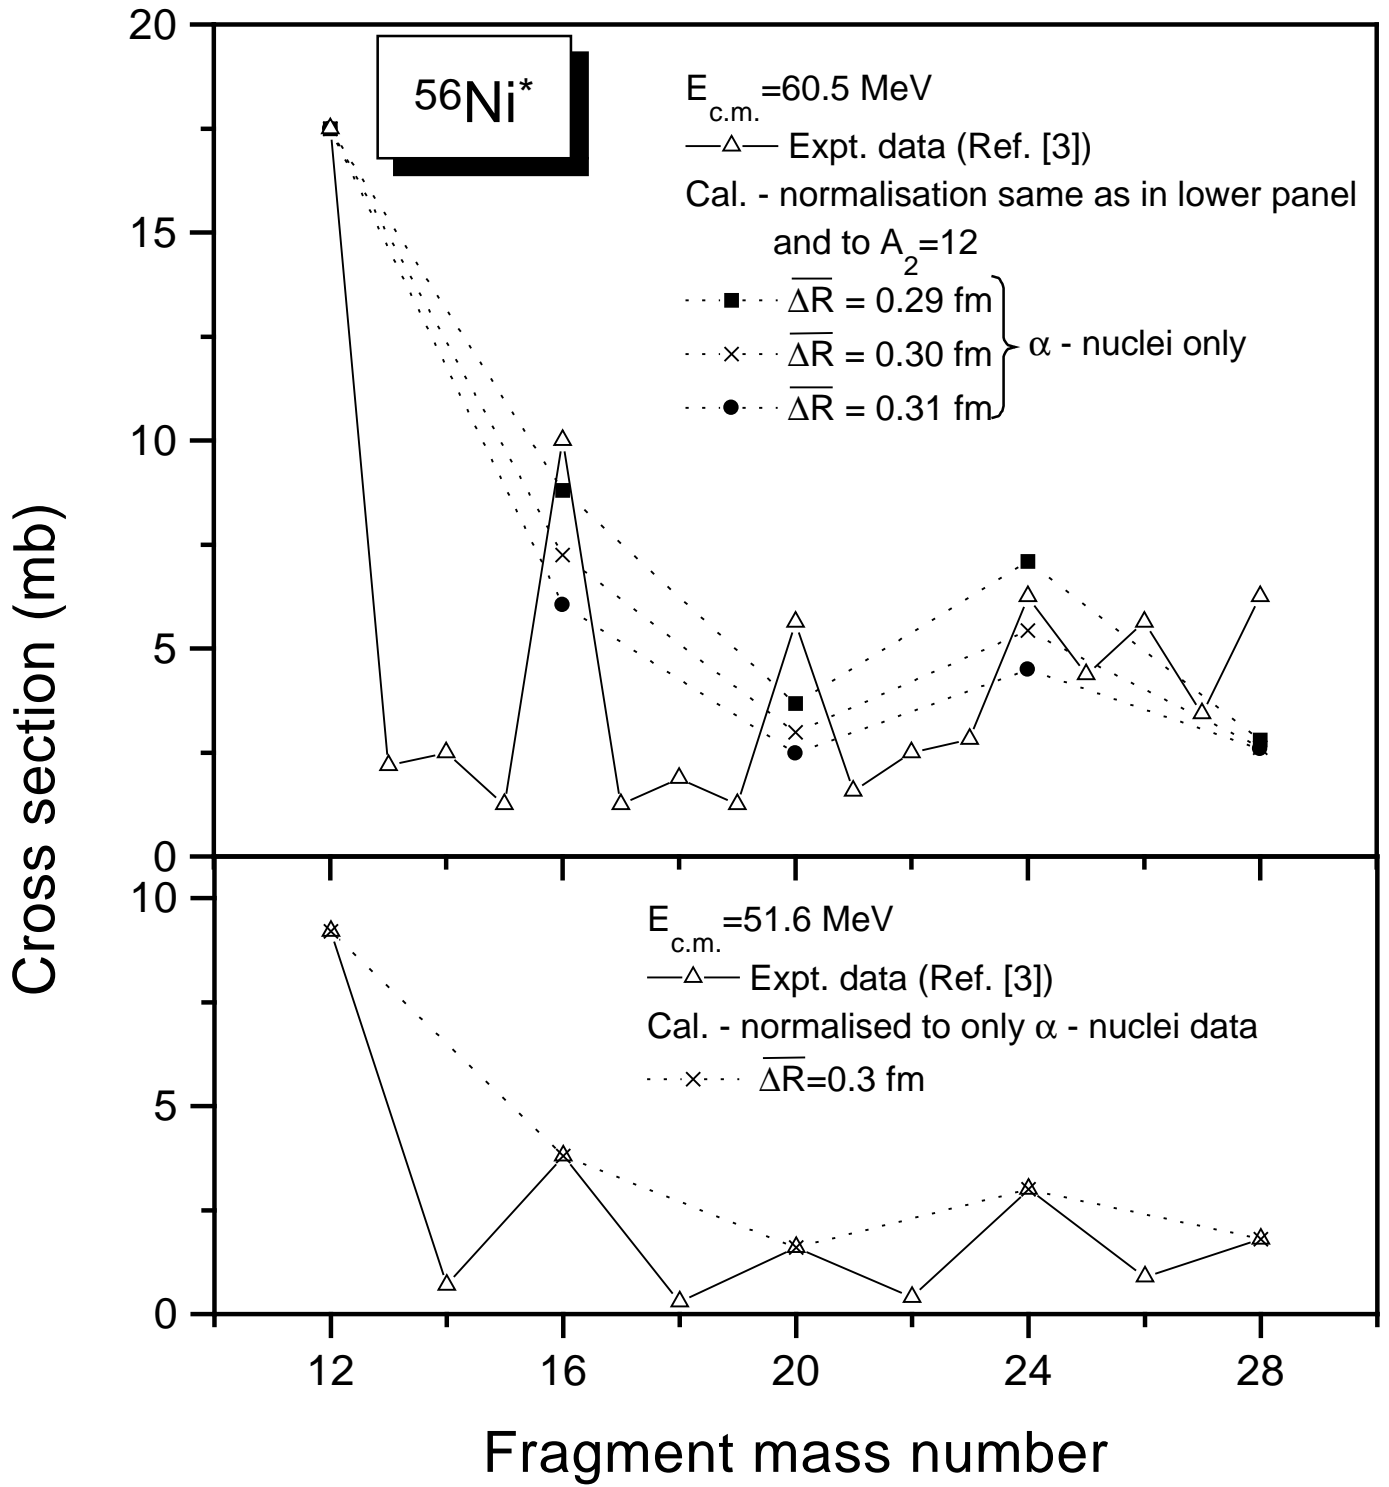 20
15
10
5
0
⁵⁶Ni*
E_c.m.=60.5 MeV
Expt. data (Ref. [3])
Cal. - normalisation same as in lower panel
and to A₂=12
ΔR̅ = 0.29 fm
ΔR̅ = 0.30 fm
ΔR̅ = 0.31 fm
α - nuclei only
Cross section (mb)
10
5
0
E_c.m.=51.6 MeV
Expt. data (Ref. [3])
Cal. - normalised to only α - nuclei data
ΔR̅=0.3 fm
12 16 20 24 28
Fragment mass number